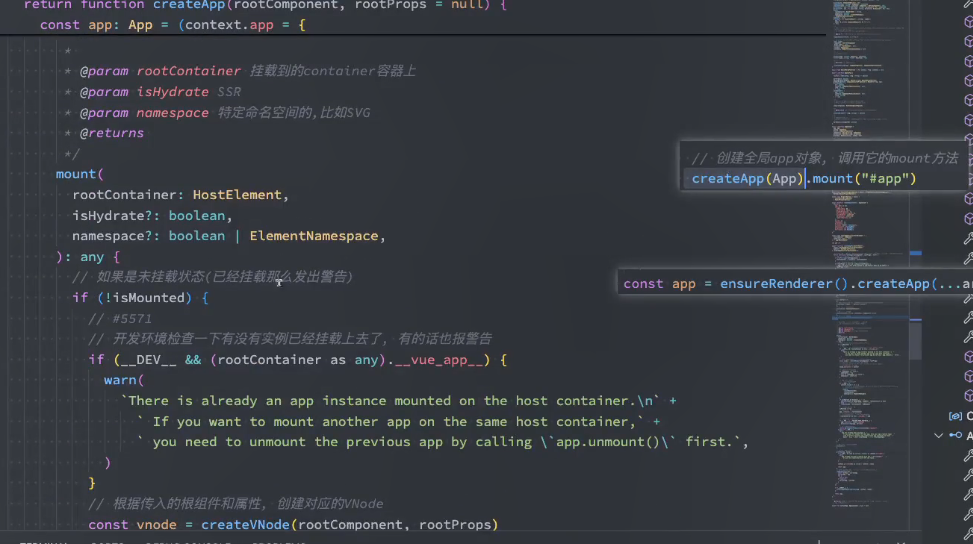 return function createApp(rootComponent, rootProps = null) {
const app: App = (context.app = {
*
* @param rootContainer 挂载到的container容器上
* @param isHydrate SSR
* @param namespace 特定命名空间的,比如SVG
* @returns
*/
mount(
rootContainer: HostElement,
isHydrate?: boolean,
namespace?: boolean | ElementNamespace,
): any {
// 如果是未挂载状态(已经挂载那么发出警告)
if (!isMounted) {
// #5571
// 开发环境检查一下有没有实例已经挂载上去了, 有的话也报警告
if (__DEV__ && (rootContainer as any).__vue_app__) {
warn(
`There is already an app instance mounted on the host container.\n` +
` If you want to mount another app on the same host container,` +
` you need to unmount the previous app by calling \`app.unmount()\` first.`,
)
}
// 根据传入的根组件和属性, 创建对应的VNode
const vnode = createVNode(rootComponent, rootProps)
// 创建全局app对象, 调用它的mount方法
createApp(App).mount("#app")
const app = ensureRenderer().createApp(...